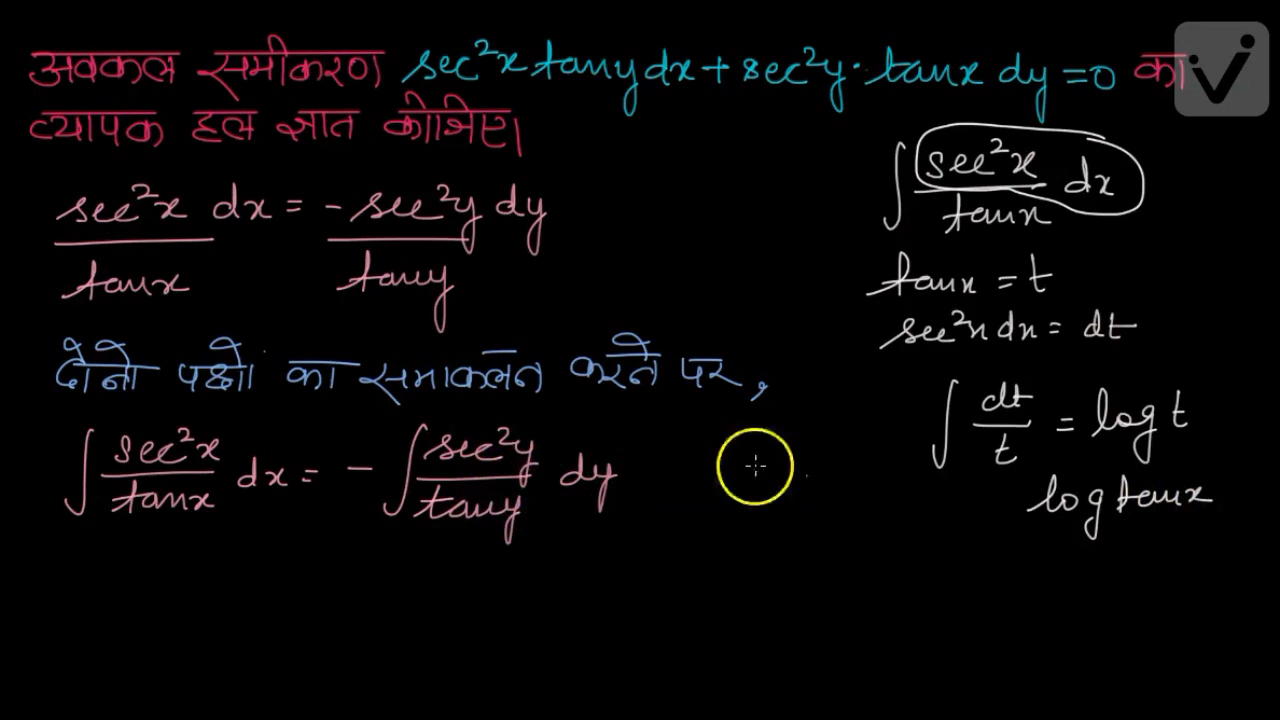 अवकल समीकरण sec²x tany dx + sec²y · tanx dy = 0 का
व्यापक हल ज्ञात कीजिए।
sec²x/tanx dx = - sec²y/tany dy
दोनों पक्षों का समाकलन करने पर,
∫ sec²x/tanx dx = - ∫ sec²y/tany dy
∫ sec²x/tanx dx
tanx = t
sec²x dx = dt
∫ dt/t = log t
log tanx